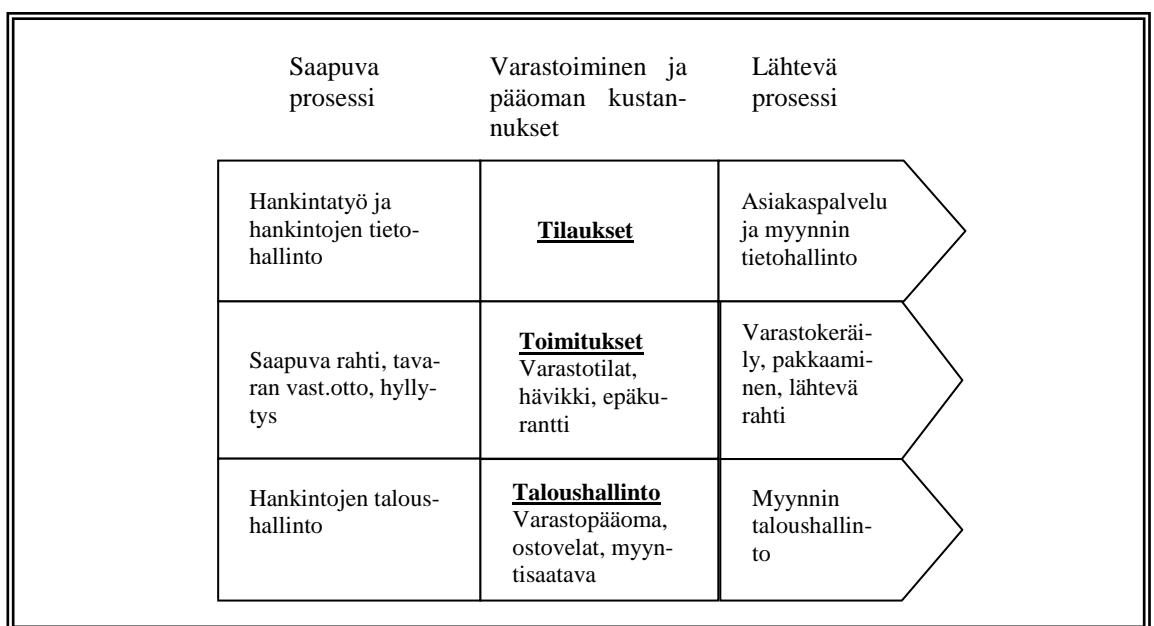 Saapuva
prosessi
Varastoiminen ja
pääoman kustan-
nukset
Lähtevä
prosessi
Hankintatyö ja
hankintojen tieto-
hallinto
Tilaukset
Asiakaspalvelu
ja myynnin
tietohallinto
Saapuva rahti, tava-
ran vast.otto, hylly-
tys
Toimitukset
Varastotilat,
hävikki, epäku-
rantti
Varastokeräi-
ly, pakkaami-
nen, lähtevä
rahti
Hankintojen talous-
hallinto
Taloushallinto
Varastopääoma,
ostovelat, myyn-
tisaatava
Myynnin
taloushallin-
to